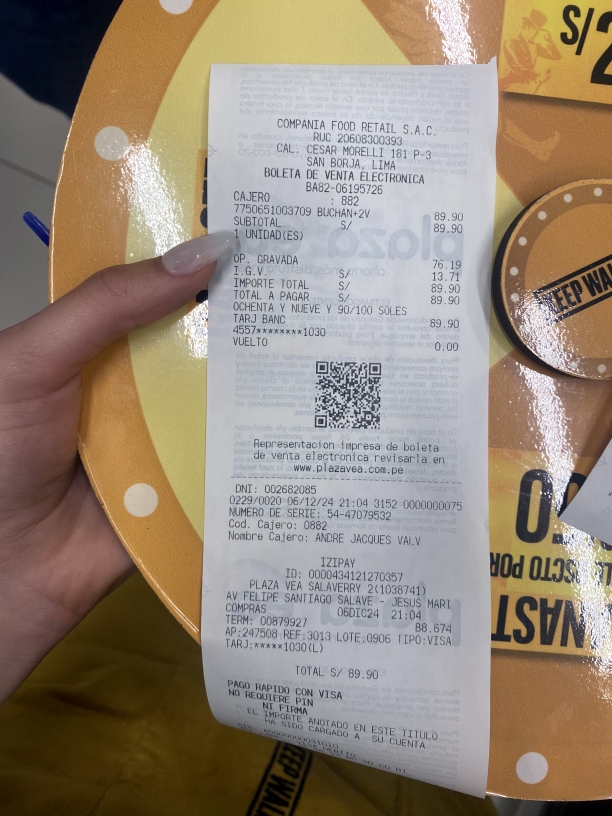 COMPANIA FOOD RETAIL S.A.C.
RUC 20608300393
CAL. CESAR MORELLI 181 P-3
SAN BORJA, LIMA
BOLETA DE VENTA ELECTRONICA
BA82-06195726
CAJERO : 882
7750651003709 BUCHAN+2V 89.90
SUBTOTAL S/ 89.90
1 UNIDAD(ES)
OP. GRAVADA 76.19
I.G.V. S/ 13.71
IMPORTE TOTAL S/ 89.90
TOTAL A PAGAR S/ 89.90
OCHENTA Y NUEVE Y 90/100 SOLES
TARJ BANC 89.90
4557********1030
VUELTO 0.00
Representacion impresa de boleta
de venta electronica revisarla en
www.plazavea.com.pe
DNI: 002682085
0229/0020 06/12/24 21:04 3152 0000000075
NUMERO DE SERIE: 54-47079532
Cod. Cajero: 0882
Nombre Cajero: ANDRE JACQUES VALV
IZIPAY
ID: 0000434121270357
PLAZA VEA SALAVERRY 2(1038741)
AV FELIPE SANTIAGO SALAVE - JESUS MARI
COMPRAS 06DIC24 21:04
TERM: 00879927 B8.674
AP:247508 REF:3013 LOTE:0906 TIPO:VISA
TARJ:*****1030(L)
TOTAL S/ 89.90
PAGO RAPIDO CON VISA
NO REQUIERE PIN
NI FIRMA
EL IMPORTE ANOTADO EN ESTE TITULO
HA SIDO CARGADO A SU CUENTA
S/2
KEEP WAL
DSCTO POR
KEEP WAL